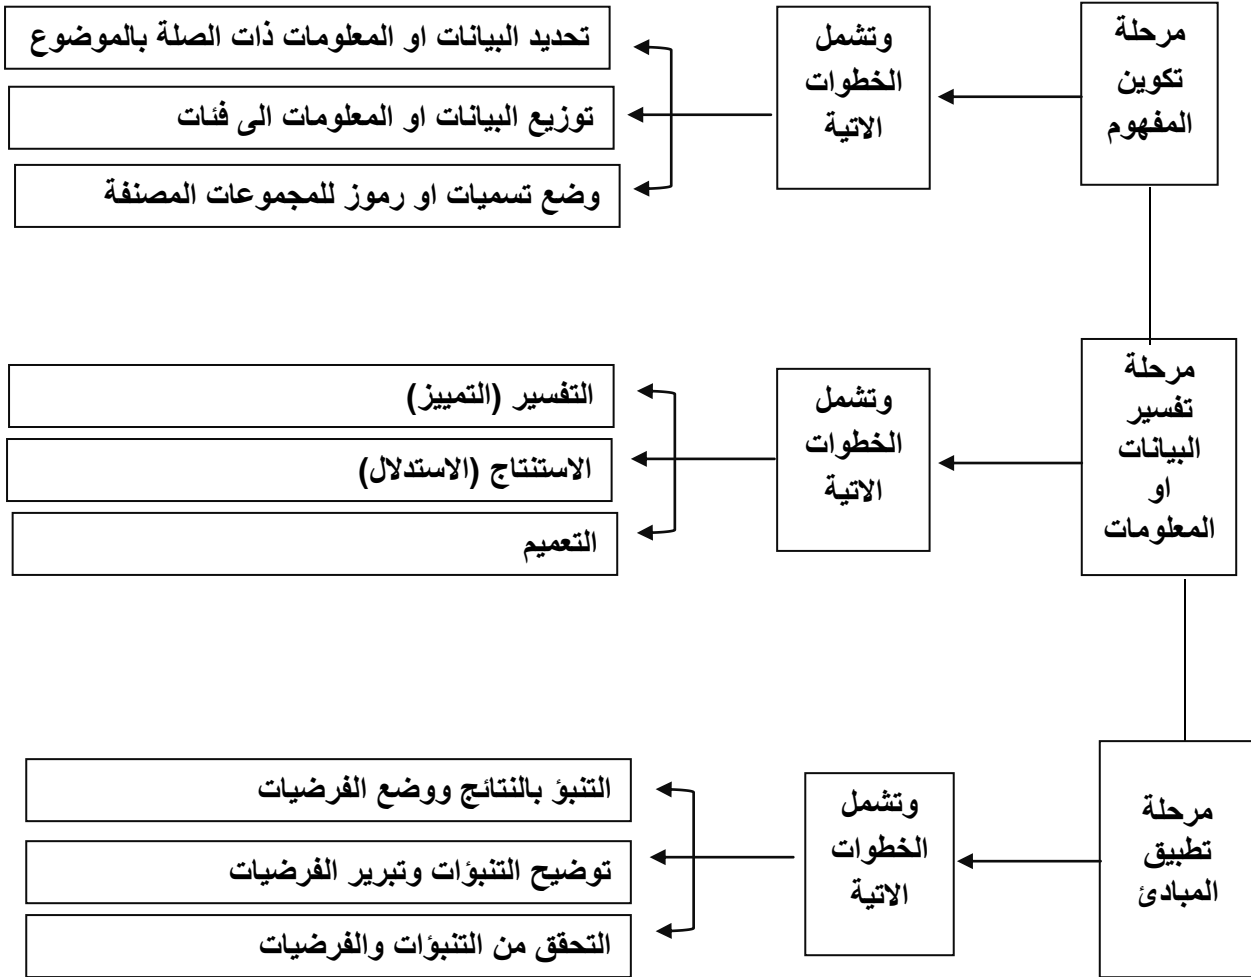 مرحلة
تكوين
المفهوم
وتشمل
الخطوات
الاتية
تحديد البيانات او المعلومات ذات الصلة بالموضوع
توزيع البيانات او المعلومات الى فئات
وضع تسميات او رموز للمجموعات المصنفة
مرحلة
تفسير
البيانات
او
المعلومات
وتشمل
الخطوات
الاتية
التفسير (التمييز)
الاستنتاج (الاستدلال)
التعميم
مرحلة
تطبيق
المبادئ
وتشمل
الخطوات
الاتية
التنبؤ بالنتائج ووضع الفرضيات
توضيح التنبؤات وتبرير الفرضيات
التحقق من التنبؤات والفرضيات